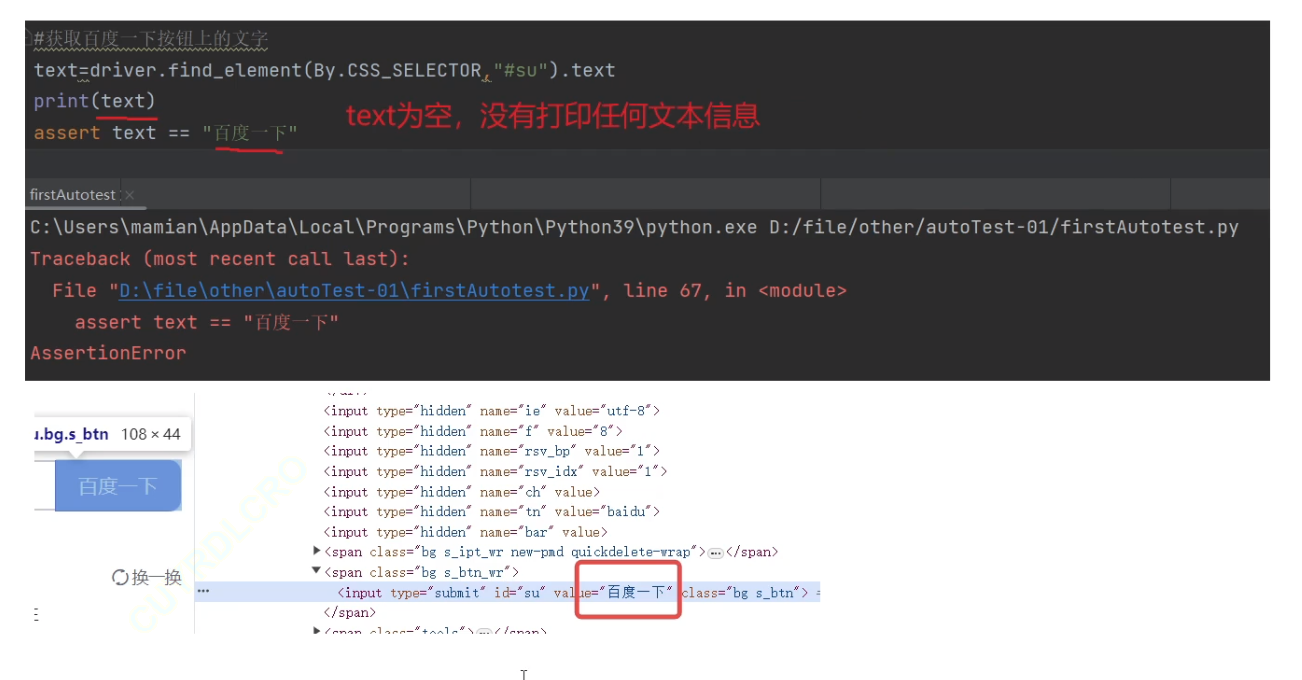 #获取百度一下按钮上的文字
text=driver.find_element(By.CSS_SELECTOR,"#su").text
print(text)
text为空，没有打印任何文本信息
assert text == "百度一下"
firstAutotest ×
C:\Users\mamian\AppData\Local\Programs\Python\Python39\python.exe D:/file/other/autoTest-01/firstAutotest.py
Traceback (most recent call last):
File "D:\file\other\autoTest-01\firstAutotest.py", line 67, in <module>
assert text == "百度一下"
AssertionError
<input type="hidden" name="ie" value="utf-8">
.bg.s_btn 108 × 44
<input type="hidden" name="f" value="8">
<input type="hidden" name="rsv_bp" value="1">
<input type="hidden" name="rsv_idx" value="1">
百度一下
<input type="hidden" name="ch" value>
<input type="hidden" name="tn" value="baidu">
<input type="hidden" name="bar" value>
<span class="bg s_ipt_wr new-pmd quickdelete-wrap">…</span>
换一换
<span class="bg s_btn_wr">
<input type="submit" id="su" value="百度一下" class="bg s_btn">
</span>
<span class="tools">…</span>